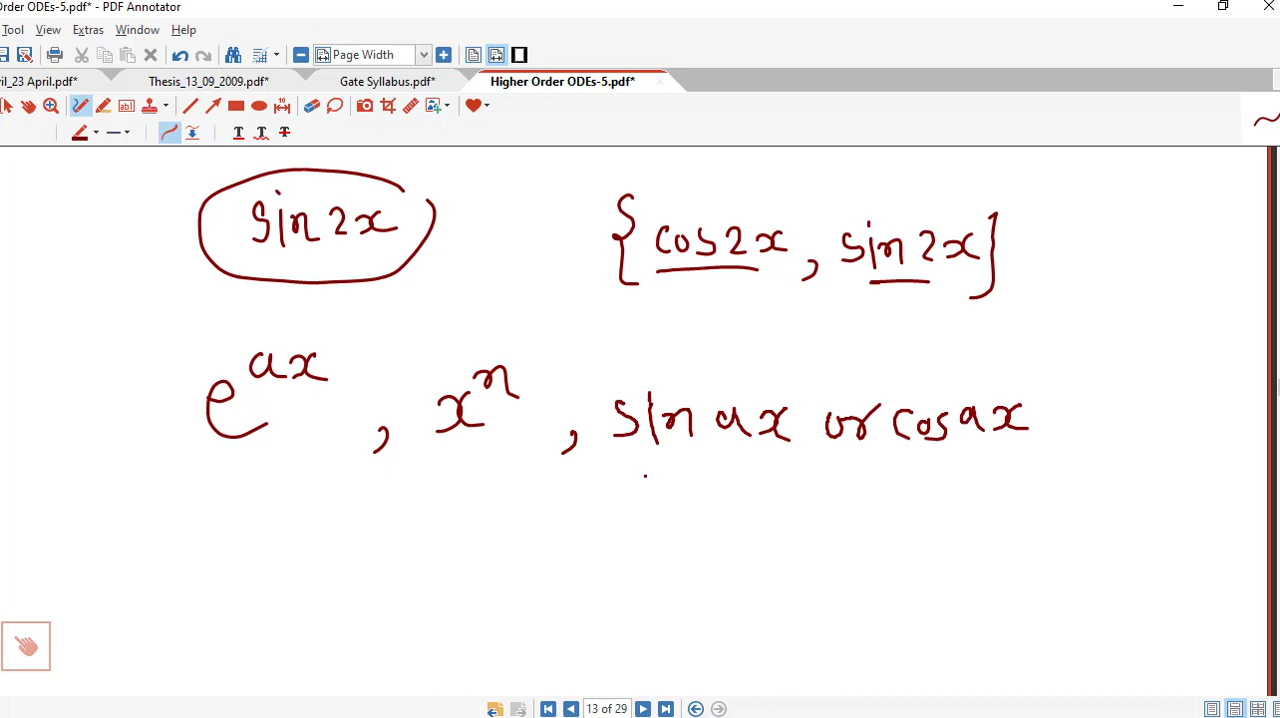 Order ODEs-5.pdf* - PDF Annotator
Tool View Extras Window Help
Page Width
vil_23 April.pdf* Thesis_13_09_2009.pdf* Gate Syllabus.pdf* Higher Order ODEs-5.pdf*
10
T T T
sin 2x {cos 2x, sin 2x}
e^{ax}, x^n, sin ax or cos ax
13 of 29